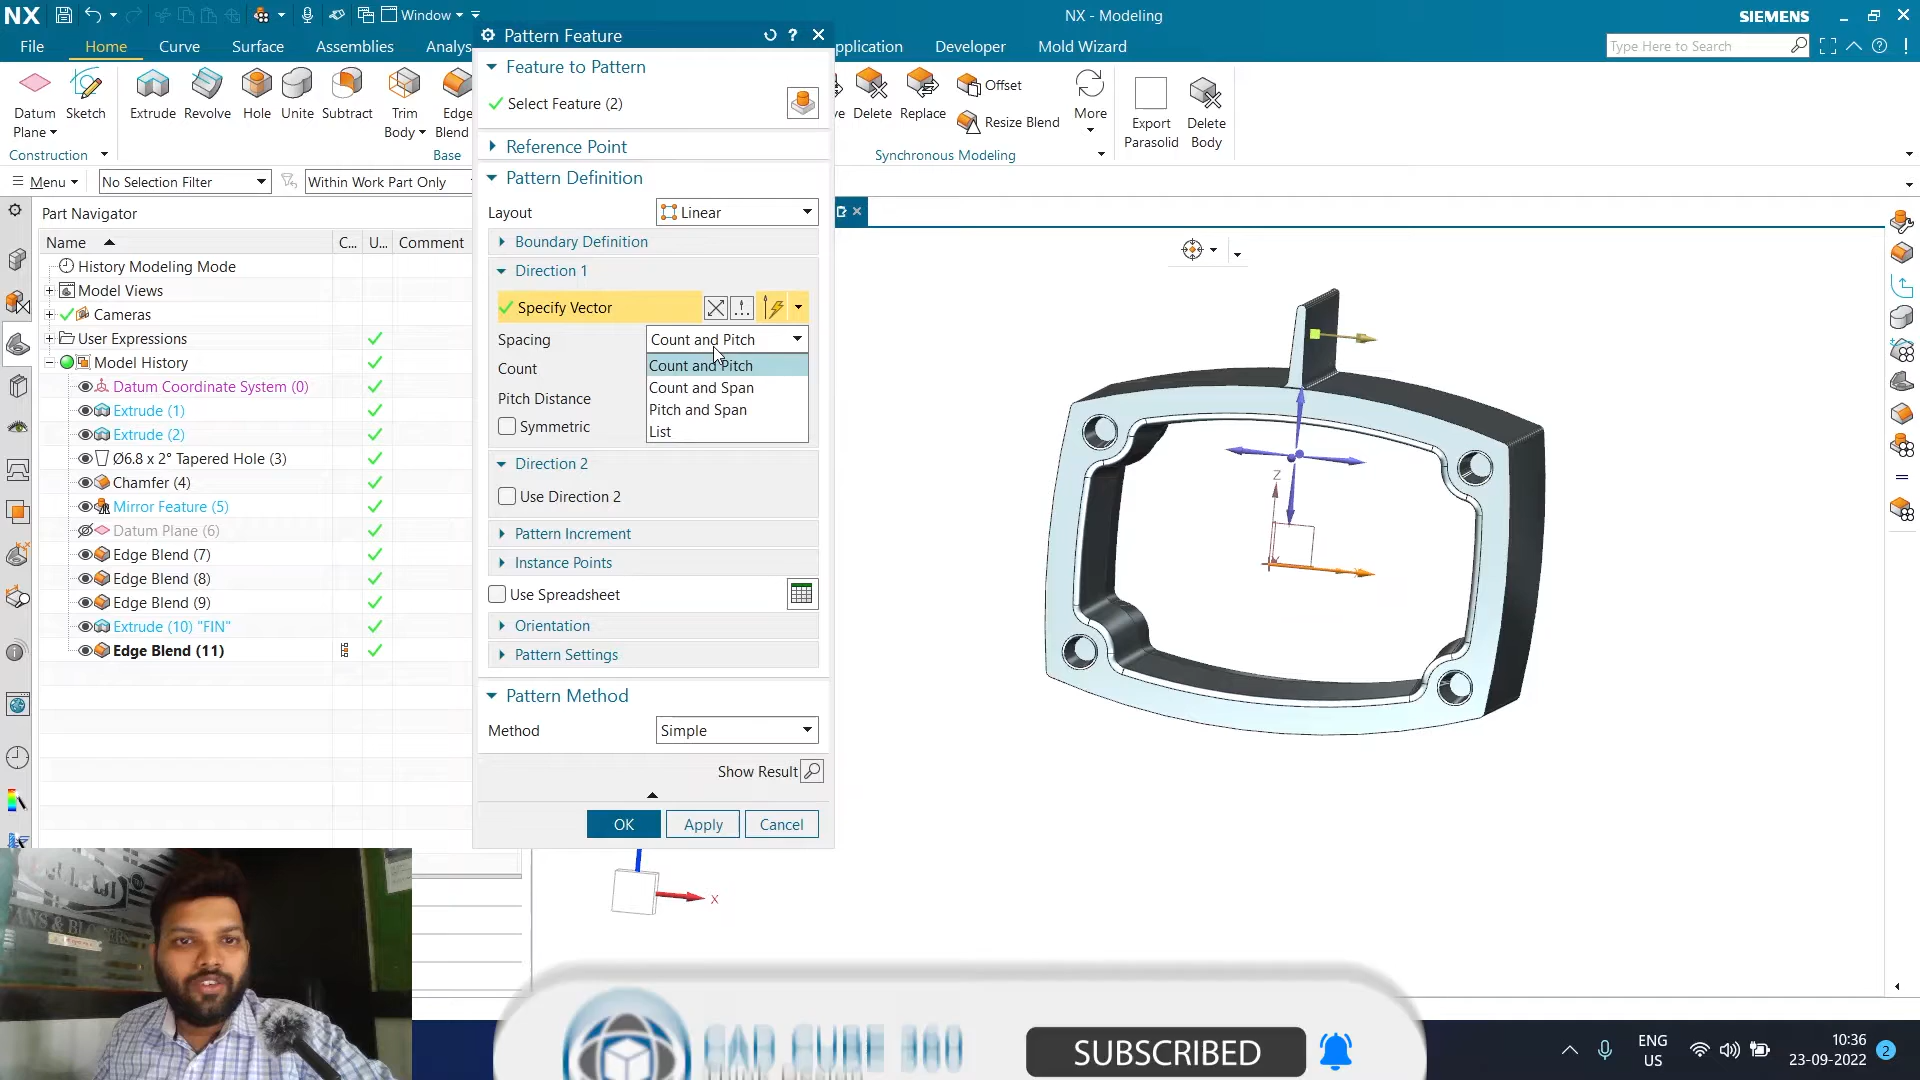 NX
Window
NX - Modeling
SIEMENS
File
Home
Curve
Surface
Assemblies
Analys
pplication
Developer
Mold Wizard
Type Here to Search
Datum
Plane
Sketch
Extrude
Revolve
Hole
Unite
Subtract
Trim
Body
Edge
Blend
ve
Delete
Replace
Offset
Resize Blend
More
Export
Parasolid
Delete
Body
Construction
Base
Synchronous Modeling
Menu
No Selection Filter
Within Work Part Only
Part Navigator
Name
C...
U...
Comment
History Modeling Mode
Model Views
Cameras
User Expressions
Model History
Datum Coordinate System (0)
Extrude (1)
Extrude (2)
Ø6.8 x 2° Tapered Hole (3)
Chamfer (4)
Mirror Feature (5)
Datum Plane (6)
Edge Blend (7)
Edge Blend (8)
Edge Blend (9)
Extrude (10) "FIN"
Edge Blend (11)
Pattern Feature
Feature to Pattern
Select Feature (2)
Reference Point
Pattern Definition
Layout
Linear
Boundary Definition
Direction 1
Specify Vector
Spacing
Count and Pitch
Count and Pitch
Count
Count and Span
Pitch Distance
Pitch and Span
Symmetric
List
Direction 2
Use Direction 2
Pattern Increment
Instance Points
Use Spreadsheet
Orientation
Pattern Settings
Pattern Method
Method
Simple
Show Result
OK
Apply
Cancel
Z
X
CAD CUBE 360
SUBSCRIBED
ENG
US
10:36
23-09-2022
2